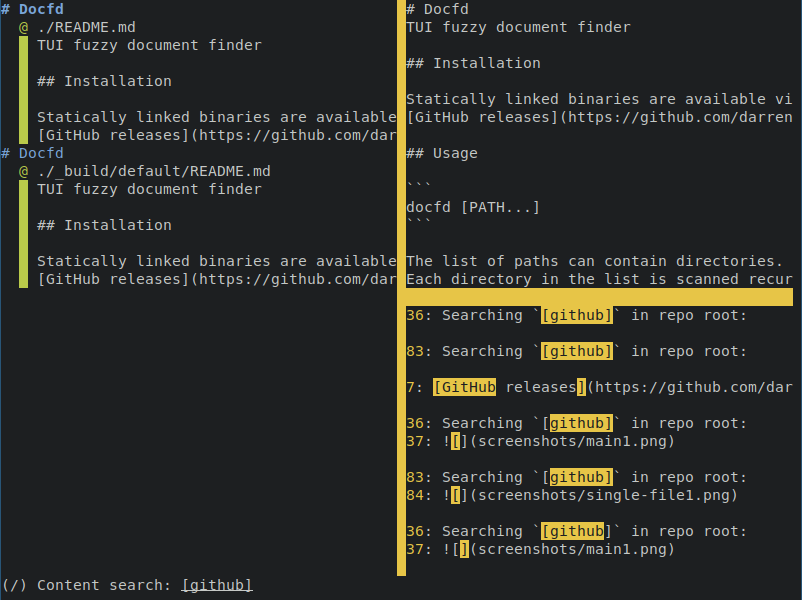 # Docfd
@ ./README.md
TUI fuzzy document finder
## Installation
Statically linked binaries are available
[GitHub releases](https://github.com/dar
# Docfd
@ ./_build/default/README.md
TUI fuzzy document finder
## Installation
Statically linked binaries are available
[GitHub releases](https://github.com/dar
# Docfd
TUI fuzzy document finder
## Installation
Statically linked binaries are available vi
[GitHub releases](https://github.com/darren
## Usage
```
docfd [PATH...]
```
The list of paths can contain directories.
Each directory in the list is scanned recur
36: Searching `[github]` in repo root:
83: Searching `[github]` in repo root:
7: [GitHub releases](https://github.com/dar
36: Searching `[github]` in repo root:
37: ![](screenshots/main1.png)
83: Searching `[github]` in repo root:
84: ![](screenshots/single-file1.png)
36: Searching `[github]` in repo root:
37: ![](screenshots/main1.png)
(/) Content search: [github]